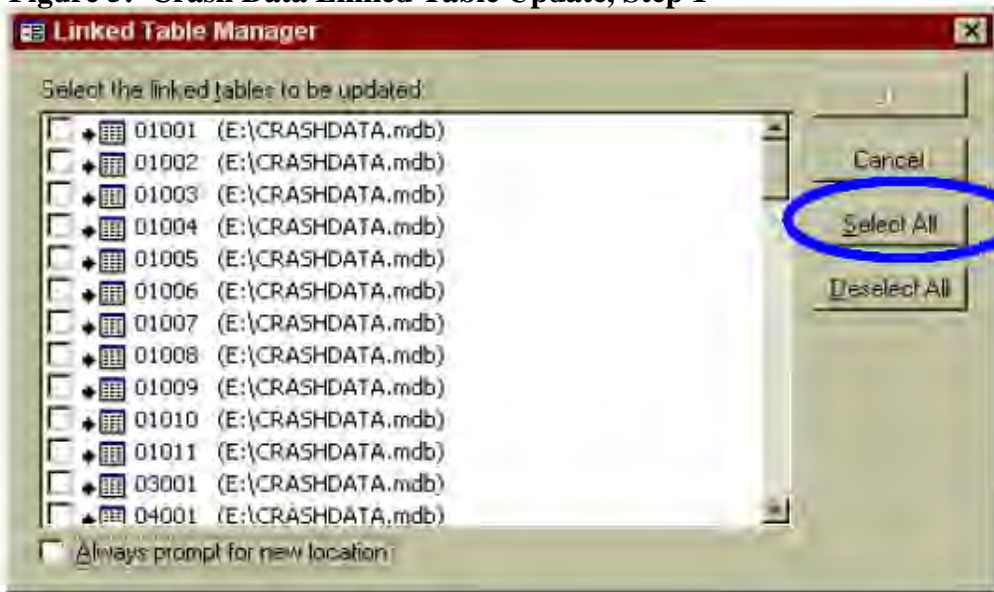 Figure 3: Crash Data Linked Table Update, Step 1
Linked Table Manager
Select the linked tables to be updated:
01001 (E:\CRASHDATA.mdb)
01002 (E:\CRASHDATA.mdb)
01003 (E:\CRASHDATA.mdb)
01004 (E:\CRASHDATA.mdb)
01005 (E:\CRASHDATA.mdb)
01006 (E:\CRASHDATA.mdb)
01007 (E:\CRASHDATA.mdb)
01008 (E:\CRASHDATA.mdb)
01009 (E:\CRASHDATA.mdb)
01010 (E:\CRASHDATA.mdb)
01011 (E:\CRASHDATA.mdb)
03001 (E:\CRASHDATA.mdb)
04001 (E:\CRASHDATA.mdb)
Always prompt for new location
Cancel
Select All
Deselect All